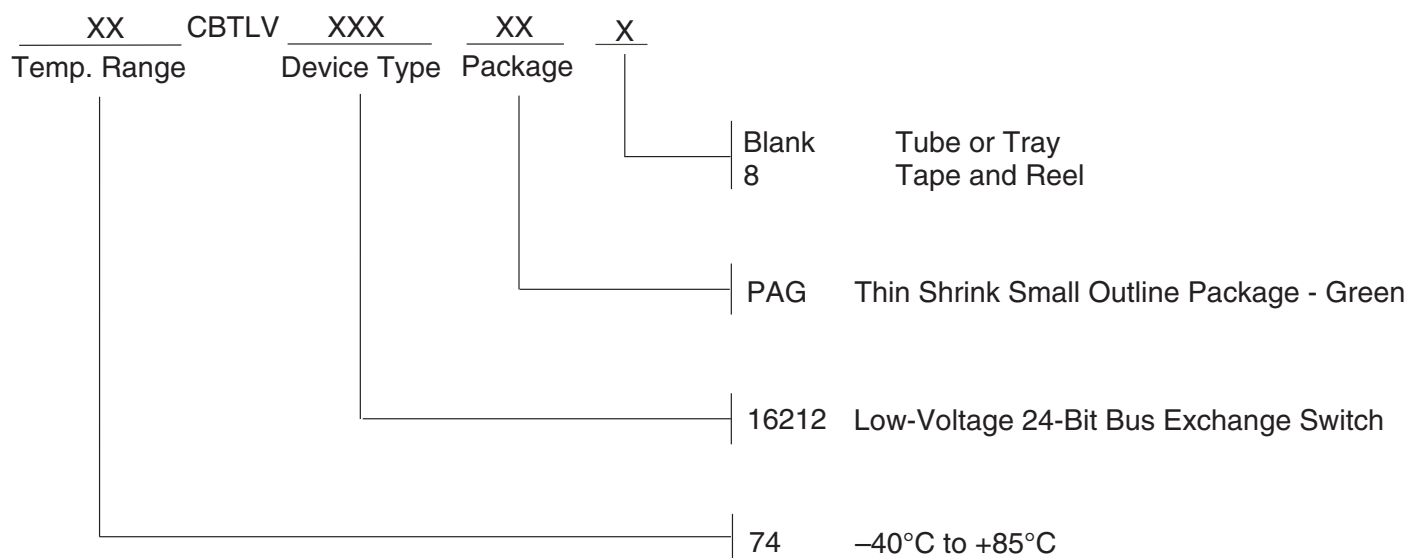 XX CBTLV XXX XX X
Temp. Range Device Type Package
Blank Tube or Tray
8 Tape and Reel
PAG Thin Shrink Small Outline Package - Green
16212 Low-Voltage 24-Bit Bus Exchange Switch
74 –40°C to +85°C